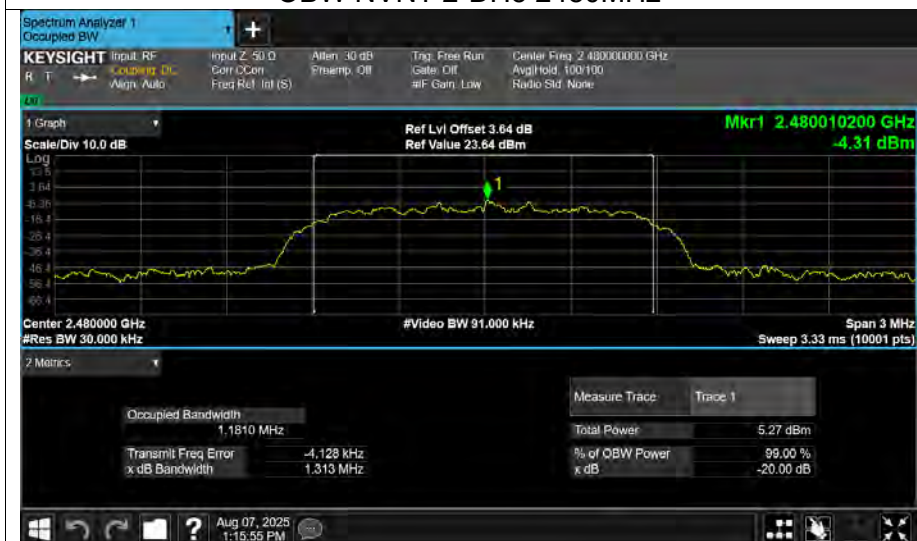 OBW NVNT 2-DH5 2480MHz
Spectrum Analyzer 1
Occupied BW
KEYSIGHT Input: RF Input Z: 50 Ω Atten: 30 dB Trig: Free Run Center Freq: 2.480000000 GHz
R T Coupling: DC Corr CCorr Preamp: Off Gate: Off Avg|Hold: 100/100
Align: Auto Freq Ref: Int (S) #IF Gain: Low Radio Std: None
1 Graph
Ref Lvl Offset 3.64 dB
Mkr1 2.480010200 GHz
Scale/Div 10.0 dB Ref Value 23.64 dBm -4.31 dBm
Log
13.6
3.64
-6.36
-16.4
-26.4
-36.4
-46.4
-56.4
-66.4
1
Center 2.480000 GHz #Video BW 91.000 kHz Span 3 MHz
#Res BW 30.000 kHz Sweep 3.33 ms (10001 pts)
2 Metrics
Measure Trace Trace 1
Occupied Bandwidth
1.1810 MHz Total Power 5.27 dBm
Transmit Freq Error -4.128 kHz % of OBW Power 99.00 %
x dB Bandwidth 1.313 MHz x dB -20.00 dB
? Aug 07, 2025
1:15:55 PM